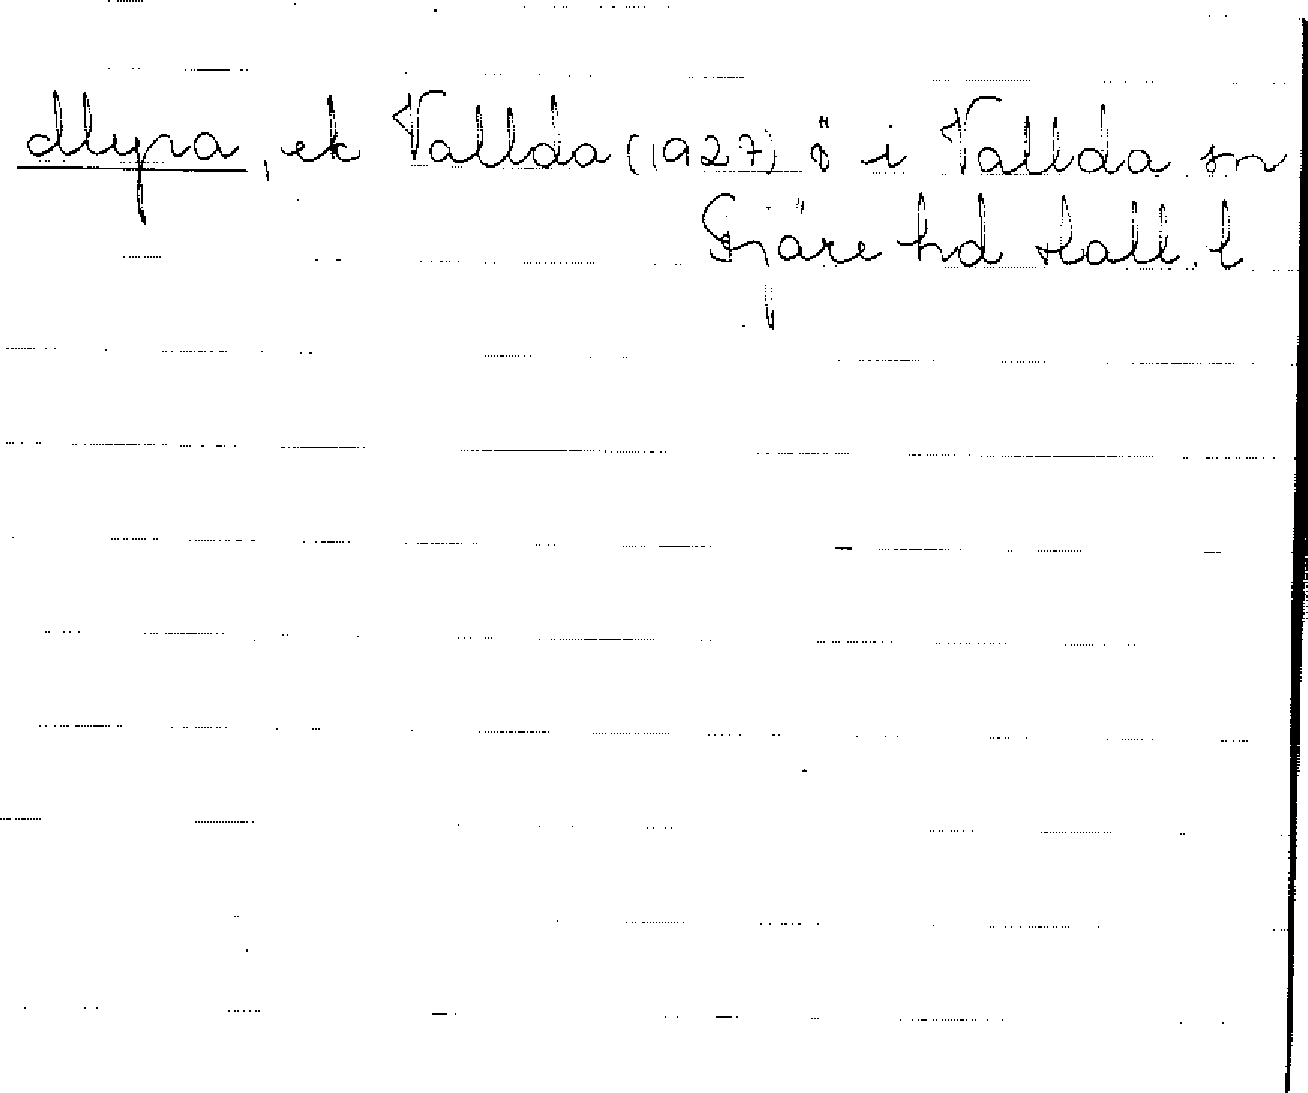 Myra, ek Vallda (1927) ö i Vallda sn
Fjäre hd Hall. l